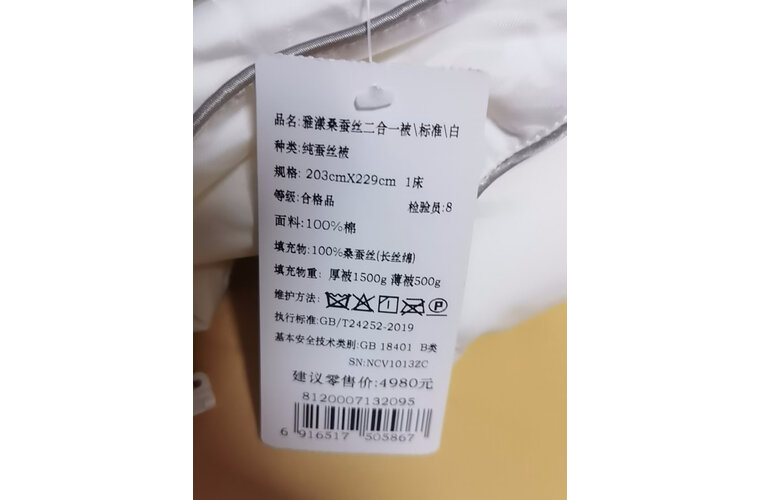 品名:雅漾桑蚕丝二合一被\标准\白
种类:纯蚕丝被
规格: 203cmX229cm 1床
等级:合格品 检验员:8
面料:100%棉
填充物:100%桑蚕丝(长丝绵)
填充物重: 厚被1500g 薄被500g
维护方法: P
执行标准:GB/T24252-2019
基本安全技术类别:GB 18401 B类
SN:NCV1013ZC
建议零售价:4980元
8120007132095
6 916517 505867